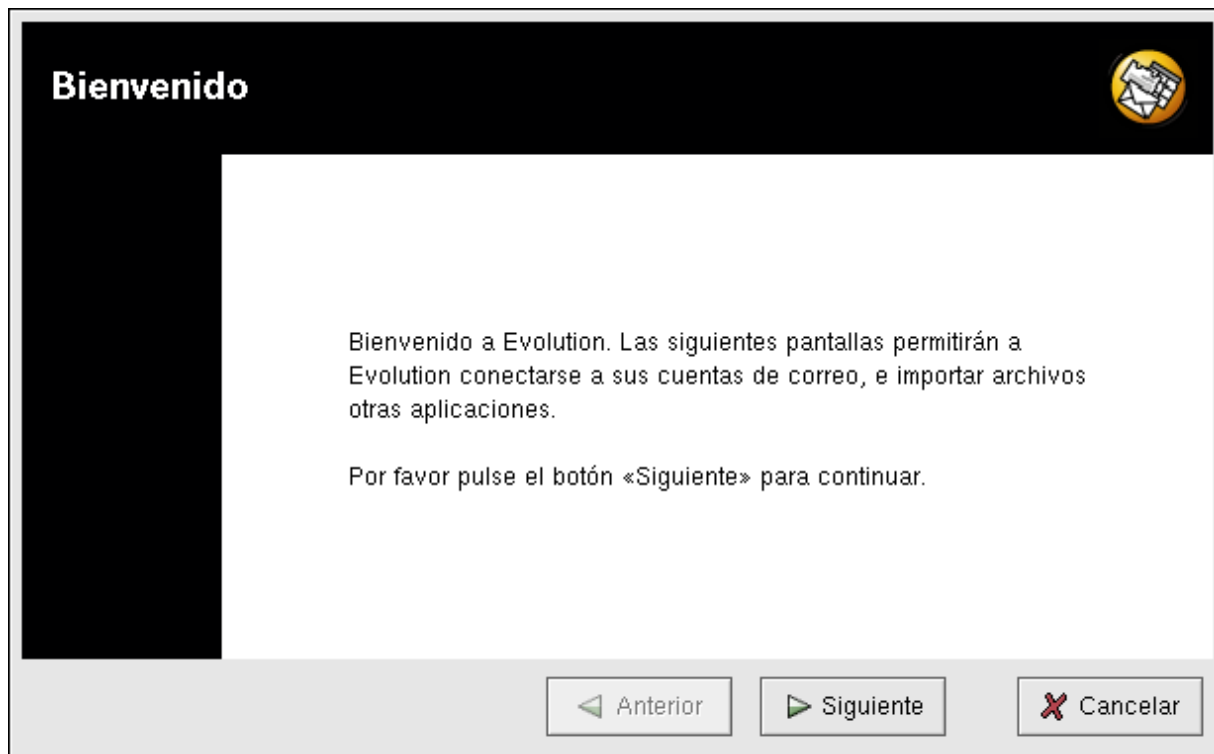 Bienvenido
Bienvenido a Evolution. Las siguientes pantallas permitirán a
Evolution conectarse a sus cuentas de correo, e importar archivos
otras aplicaciones.
Por favor pulse el botón «Siguiente» para continuar.
Anterior
Siguiente
Cancelar